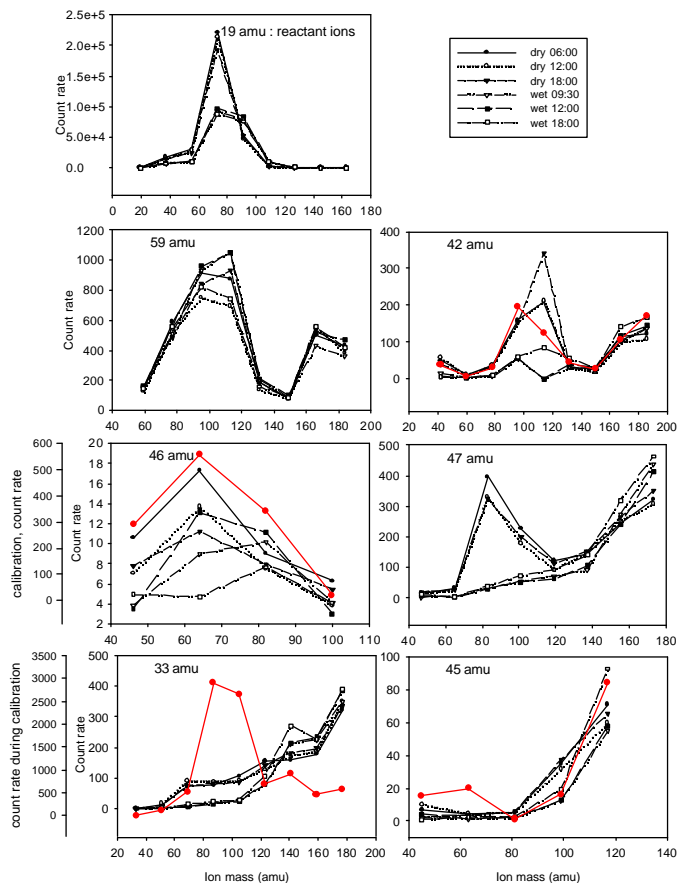 19 amu : reactant ions
2.5e+5
2.0e+5
1.5e+5
1.0e+5
5.0e+4
0.0
Count rate
0 20 40 60 80 100 120 140 160 180
dry 06:00
dry 12:00
dry 18:00
wet 09:30
wet 12:00
wet 18:00
59 amu
1200
1000
800
600
400
200
0
Count rate
40 60 80 100 120 140 160 180 200
42 amu
400
300
200
100
0
Count rate
20 40 60 80 100 120 140 160 180 200
46 amu
600
500
400
300
200
100
0
calibration, count rate
20
18
16
14
12
10
8
6
4
2
Count rate
40 50 60 70 80 90 100 110
47 amu
500
400
300
200
100
0
40 60 80 100 120 140 160 180
33 amu
3500
3000
2500
2000
1500
1000
500
0
count rate during calibration
500
400
300
200
100
0
Count rate
20 40 60 80 100 120 140 160 180 200
Ion mass (amu)
45 amu
100
80
60
40
20
0
40 60 80 100 120 140
Ion mass (amu)